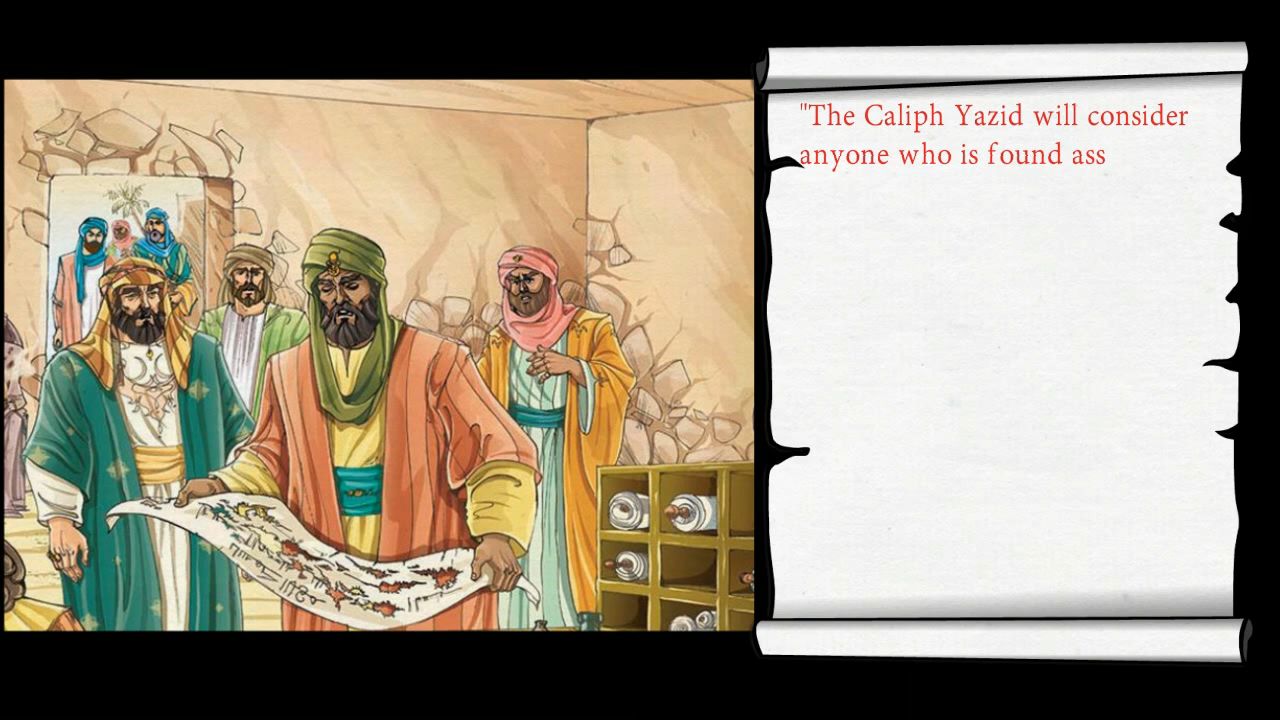 "The Caliph Yazid will consider
anyone who is found ass